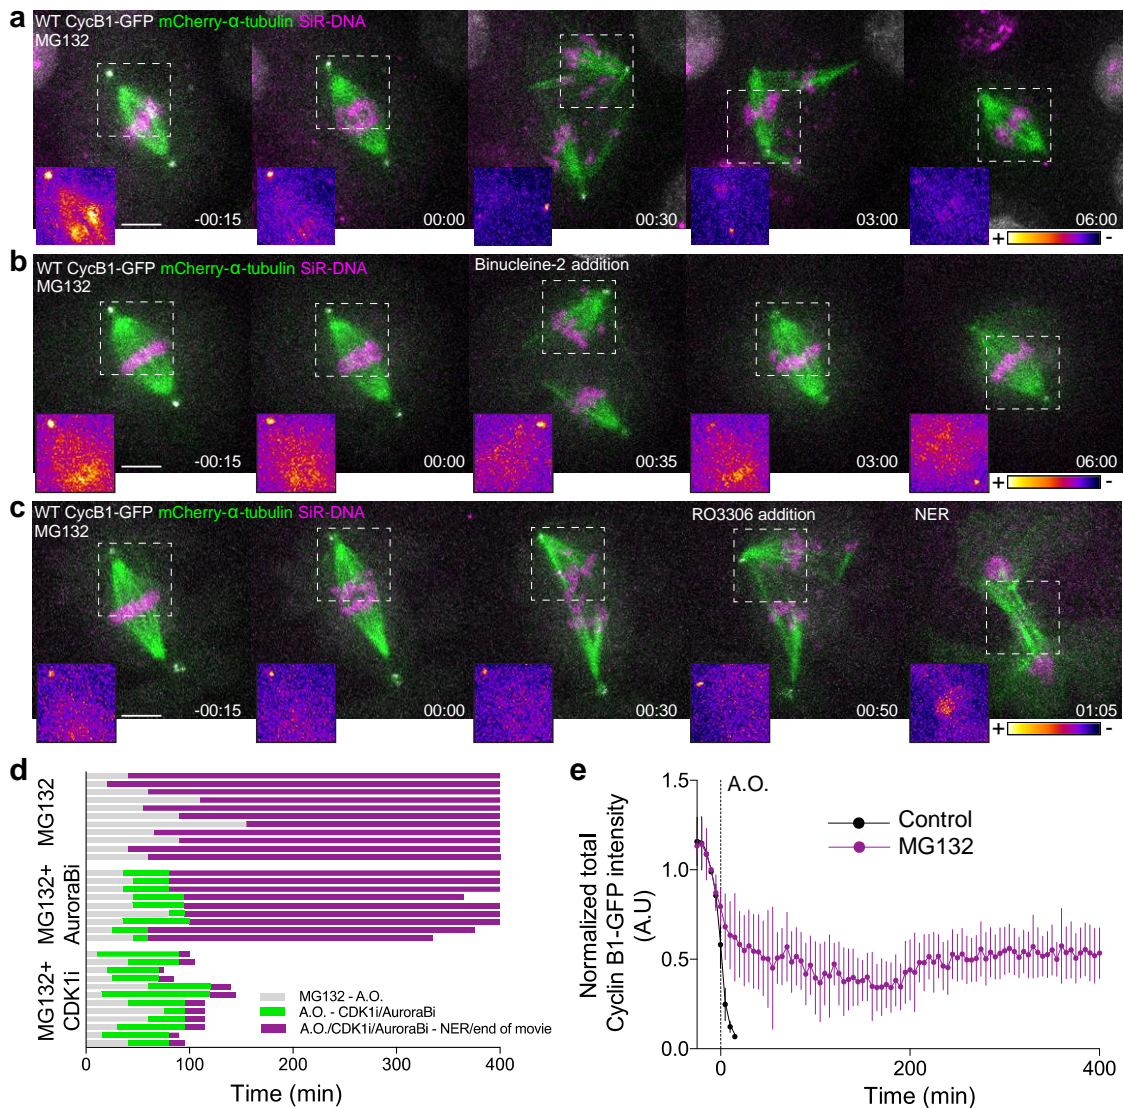 a
WT CycB1-GFP mCherry-α-tubulin SiR-DNA
MG132
-00:15
00:00
00:30
03:00
06:00
+ -
b
WT CycB1-GFP mCherry-α-tubulin SiR-DNA
MG132
Binucleine-2 addition
-00:15
00:00
00:35
03:00
06:00
+ -
c
WT CycB1-GFP mCherry-α-tubulin SiR-DNA
MG132
RO3306 addition
NER
-00:15
00:00
00:30
00:50
01:05
+ -
d
MG132
MG132+
AuroraBi
MG132+
CDK1i
MG132 - A.O.
A.O. - CDK1i/AuroraBi
A.O./CDK1i/AuroraBi - NER/end of movie
0
100
200
300
400
Time (min)
e
Normalized total
Cyclin B1-GFP intensity
(A.U)
1.5
1.0
0.5
0.0
A.O.
Control
MG132
0
200
400
Time (min)